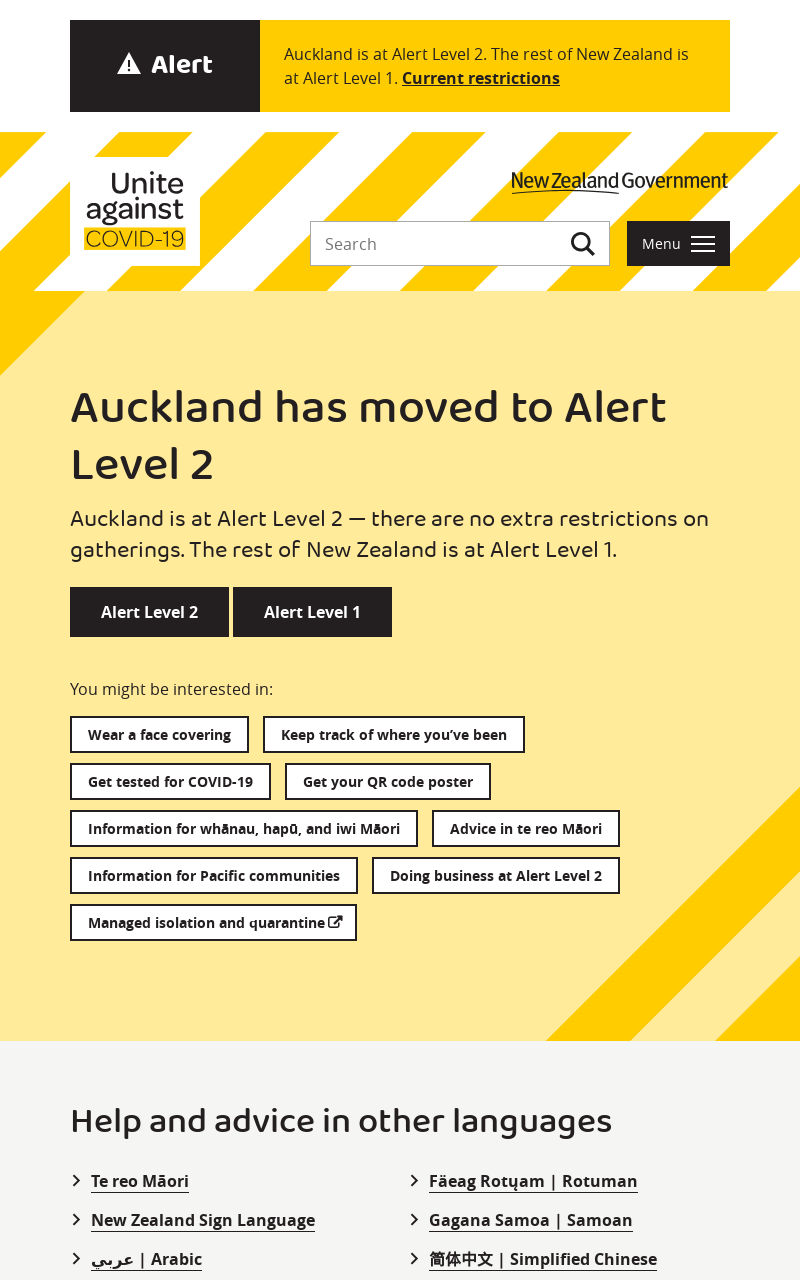 Alert
Auckland is at Alert Level 2. The rest of New Zealand is
at Alert Level 1. Current restrictions
Unite
against
COVID-19
New Zealand Government
Search
Menu
Auckland has moved to Alert
Level 2
Auckland is at Alert Level 2 — there are no extra restrictions on
gatherings. The rest of New Zealand is at Alert Level 1.
Alert Level 2
Alert Level 1
You might be interested in:
Wear a face covering
Keep track of where you’ve been
Get tested for COVID-19
Get your QR code poster
Information for whānau, hapū, and iwi Māori
Advice in te reo Māori
Information for Pacific communities
Doing business at Alert Level 2
Managed isolation and quarantine
Help and advice in other languages
Te reo Māori
New Zealand Sign Language
عربي | Arabic
Fäeag Rotųam | Rotuman
Gagana Samoa | Samoan
简体中文 | Simplified Chinese